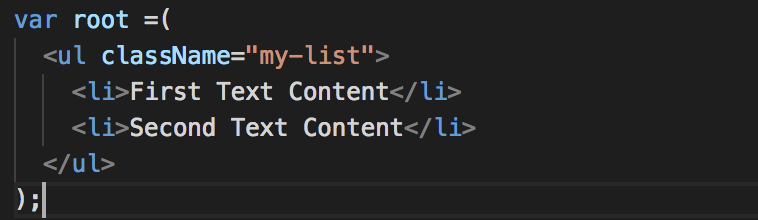 var root =(
  <ul className="my-list">
    <li>First Text Content</li>
    <li>Second Text Content</li>
  </ul>
);